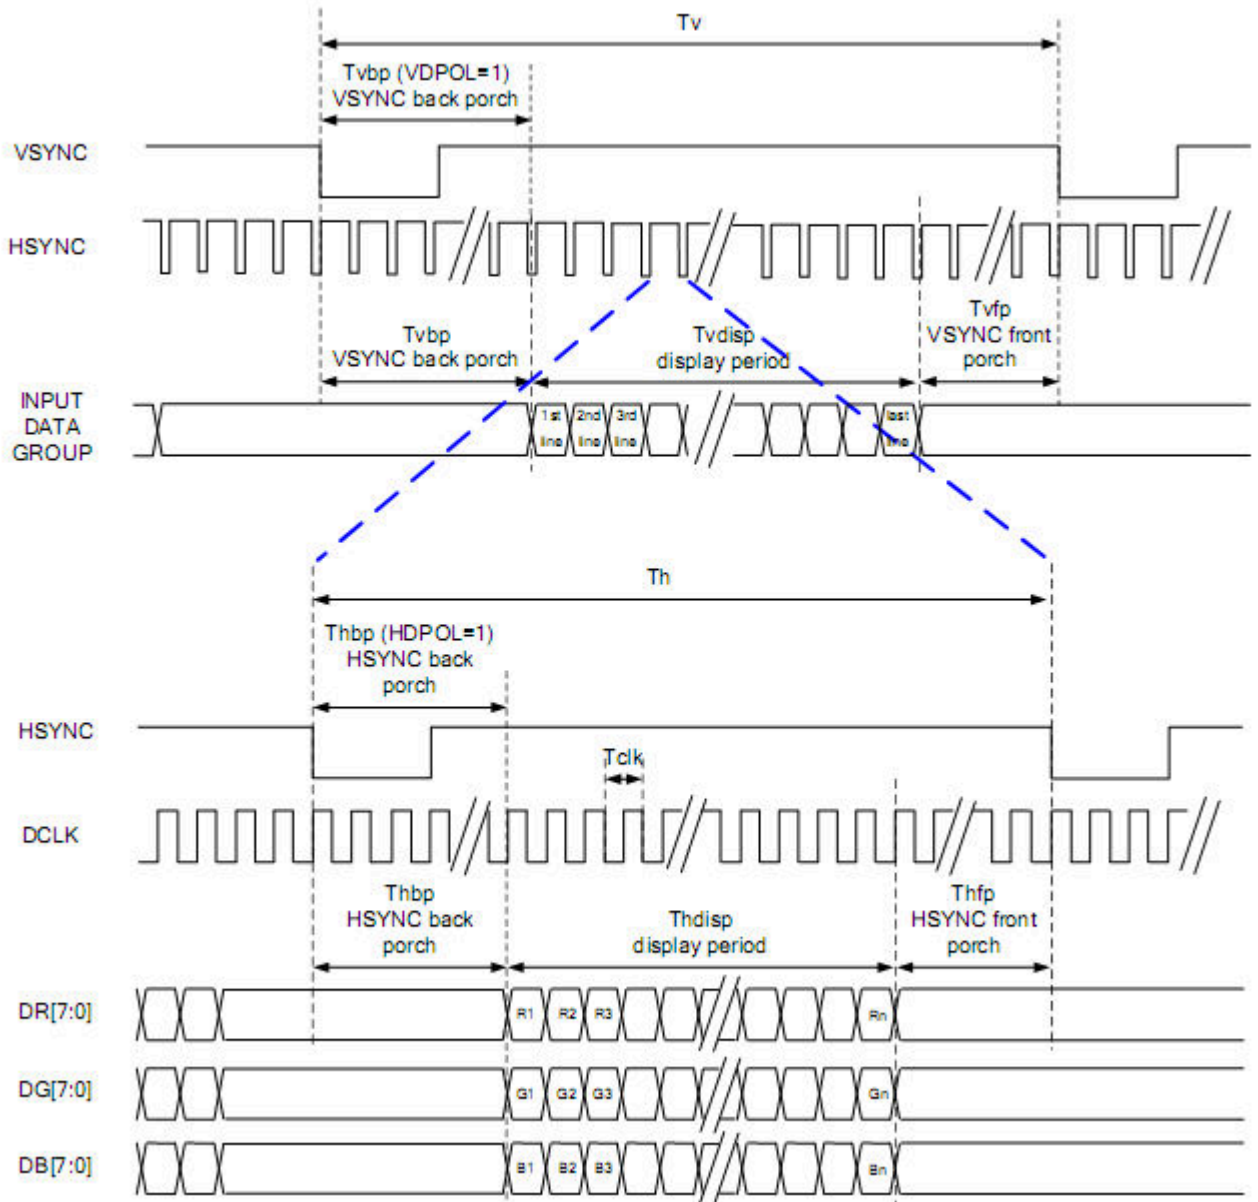 Tv
Tvbp (VDPOL=1)
VSYNC back porch
VSYNC
HSYNC
Tvbp
VSYNC back porch
Tvdisp
display period
Tvfp
VSYNC front
porch
INPUT
DATA
GROUP
1st
line
2nd
line
3rd
line
last
line
Th
Thbp (HDPOL=1)
HSYNC back
porch
HSYNC
Tclk
DCLK
Thbp
HSYNC back
porch
Thdisp
display period
Thfp
HSYNC front
porch
DR[7:0]
R1 R2 R3 Rn
DG[7:0]
G1 G2 G3 Gn
DB[7:0]
B1 B2 B3 Bn